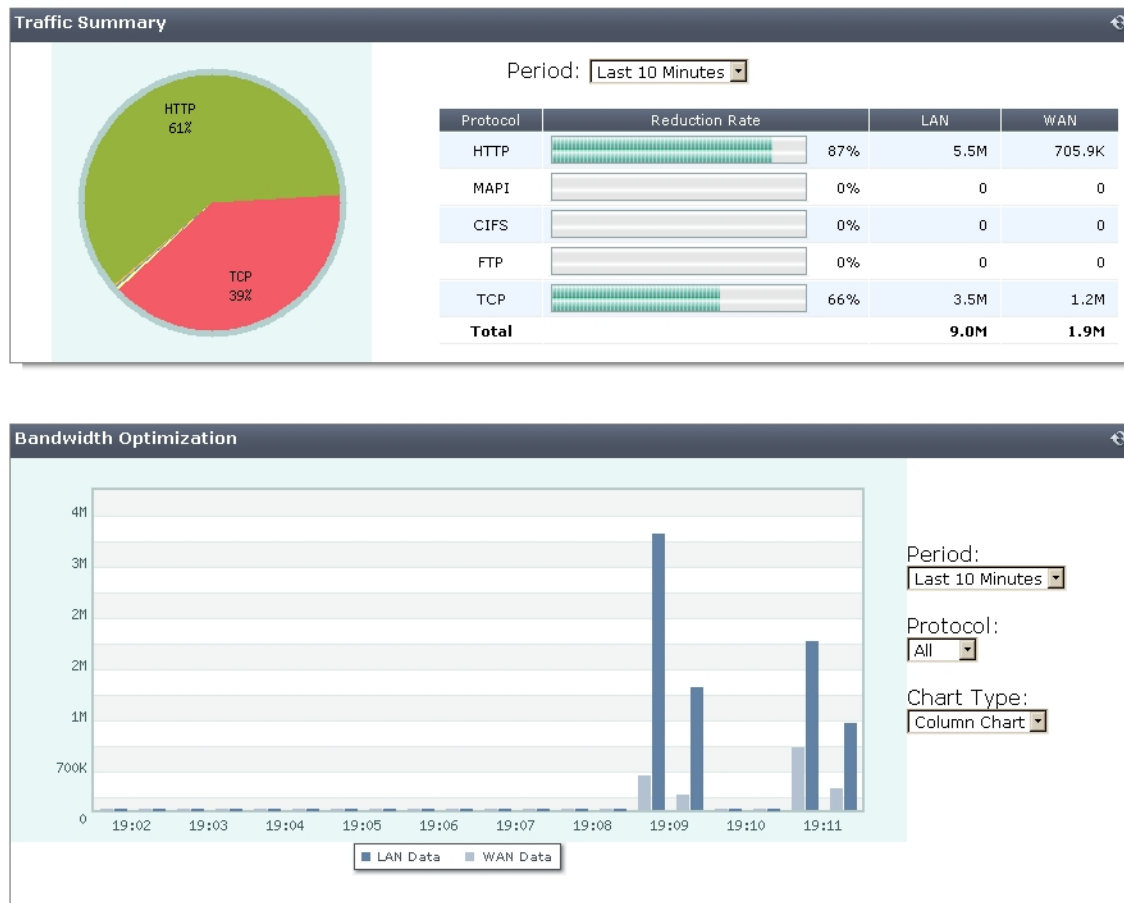 Traffic Summary
HTTP
61%
TCP
39%
Period: Last 10 Minutes
Protocol Reduction Rate LAN WAN
HTTP 87% 5.5M 705.9K
MAPI 0% 0 0
CIFS 0% 0 0
FTP 0% 0 0
TCP 66% 3.5M 1.2M
Total 9.0M 1.9M
Bandwidth Optimization
4M
3M
2M
2M
1M
700K
0
19:02 19:03 19:04 19:05 19:06 19:07 19:08 19:09 19:10 19:11
LAN Data WAN Data
Period:
Last 10 Minutes
Protocol:
All
Chart Type:
Column Chart